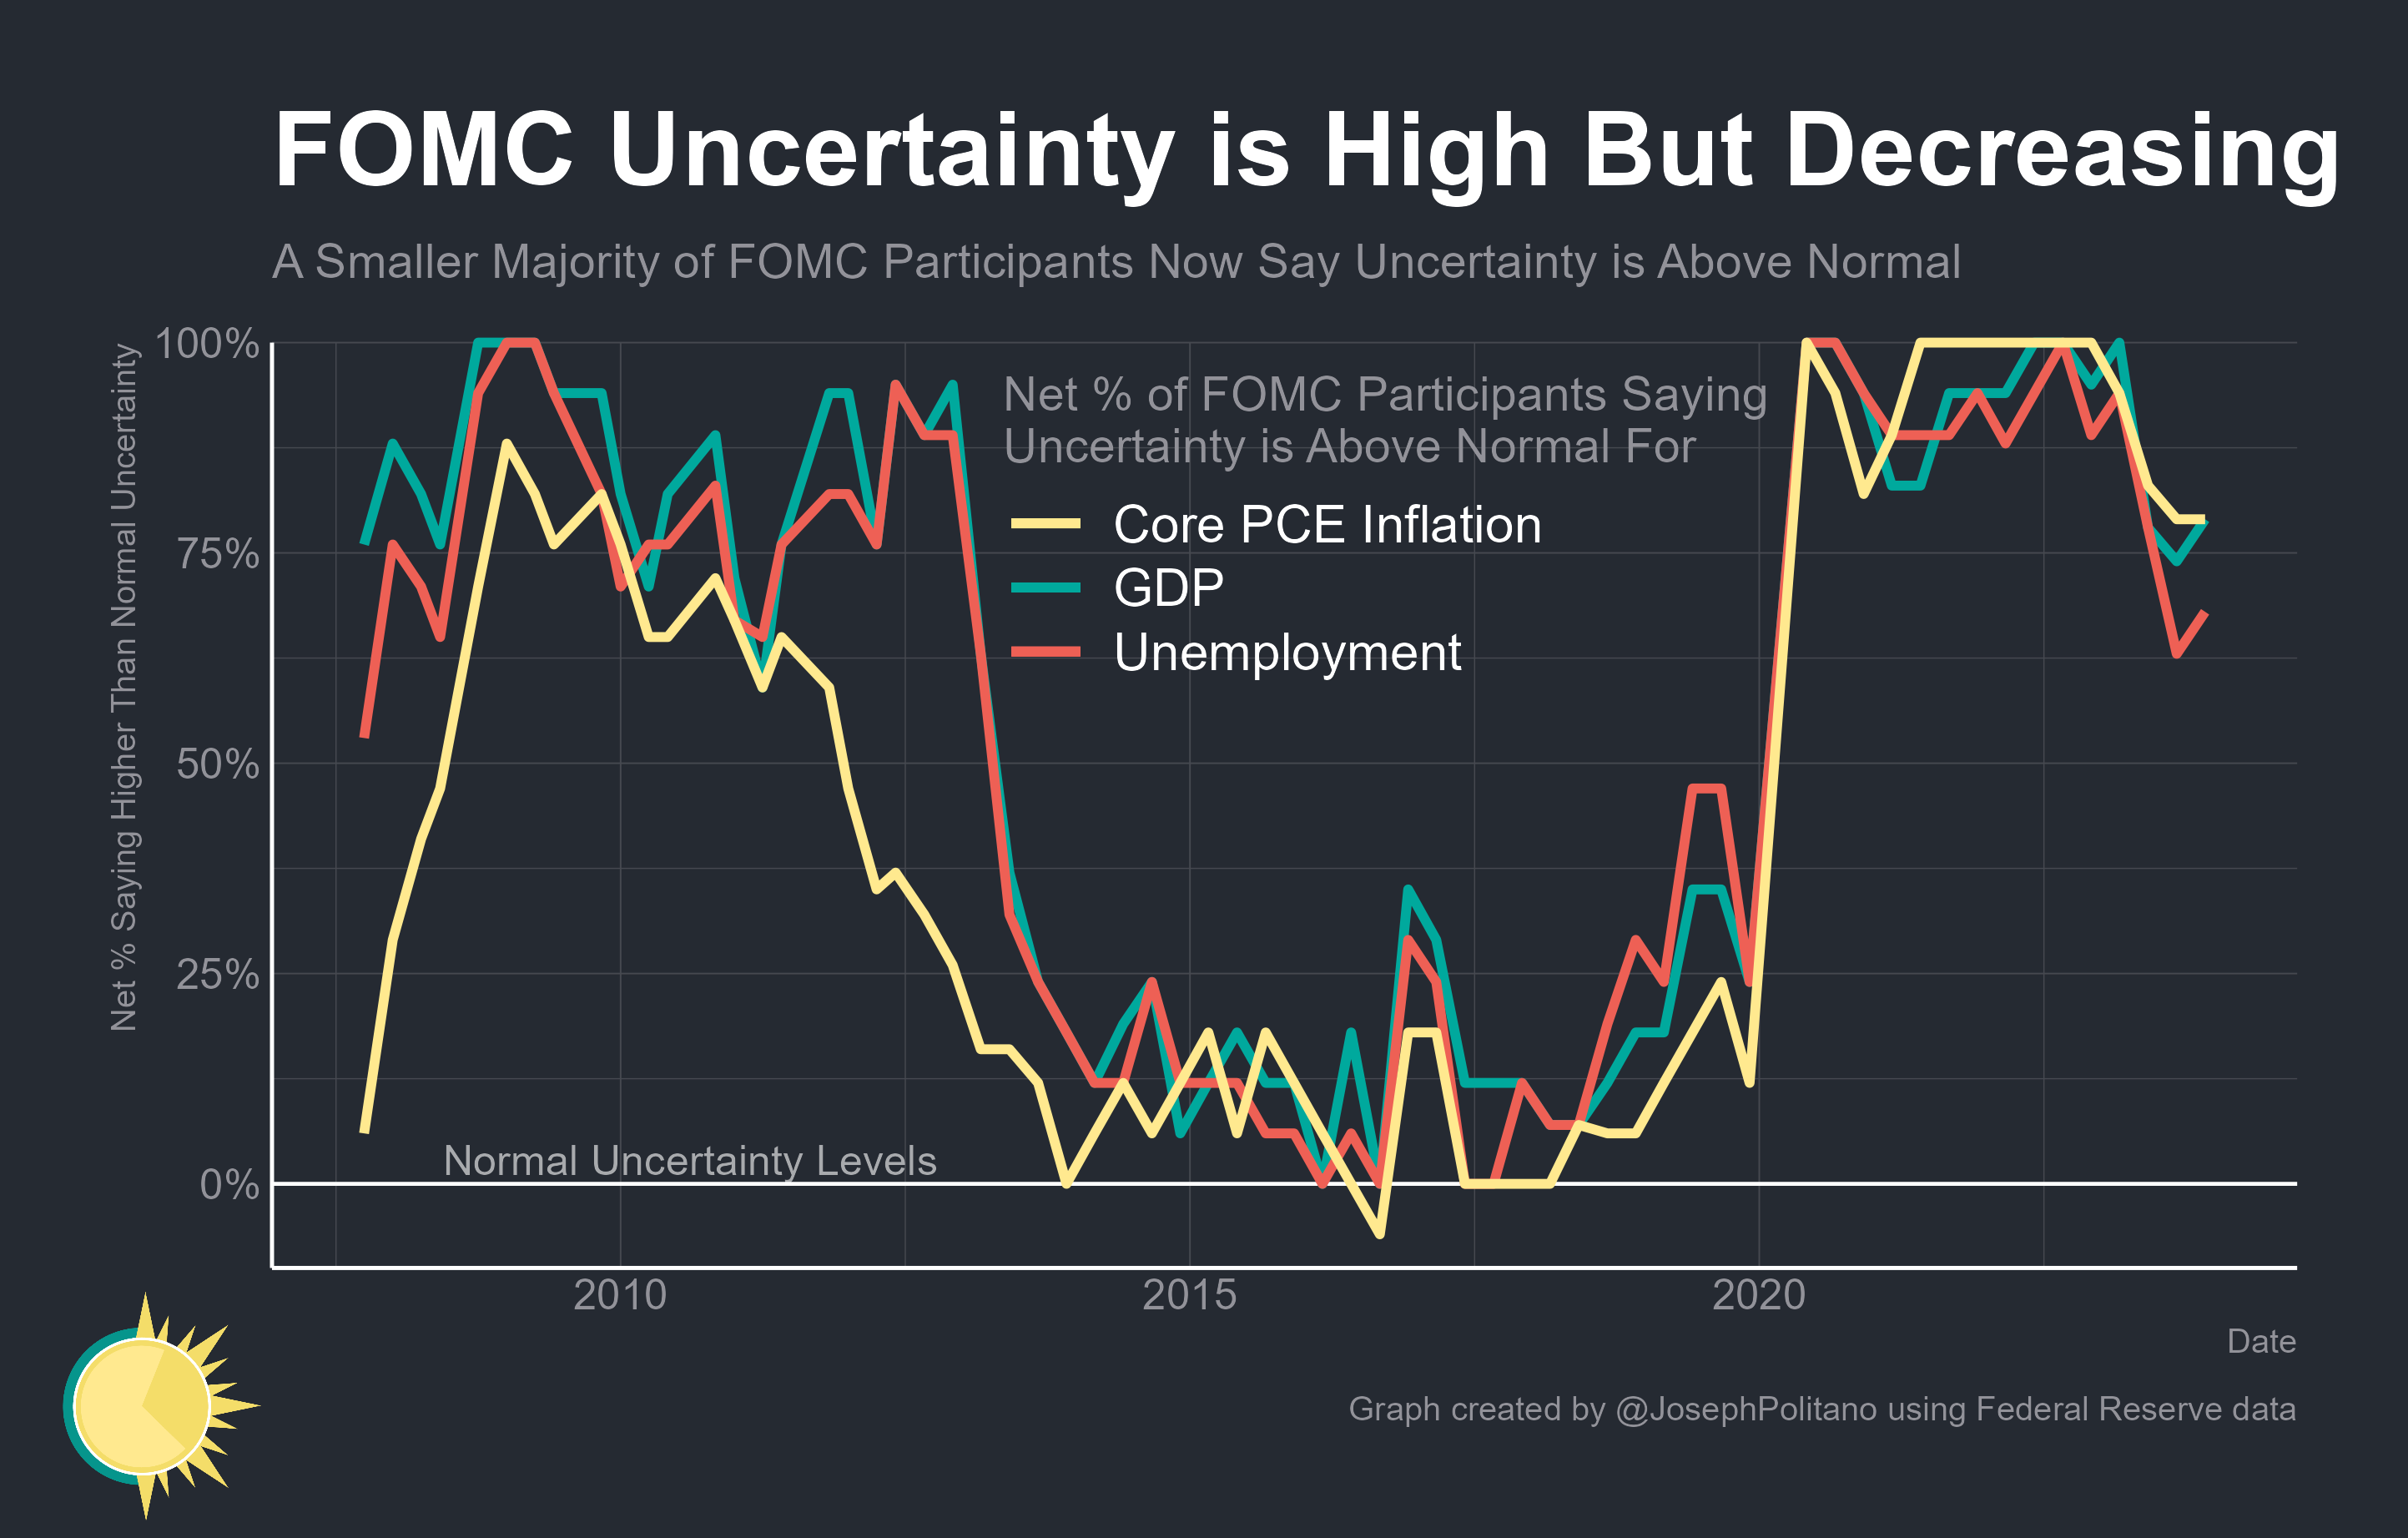 FOMC Uncertainty is High But Decreasing
A Smaller Majority of FOMC Participants Now Say Uncertainty is Above Normal
Net % Saying Higher Than Normal Uncertainty
100%
75%
50%
25%
0%
Net % of FOMC Participants Saying
Uncertainty is Above Normal For
Core PCE Inflation
GDP
Unemployment
Normal Uncertainty Levels
2010
2015
2020
Date
Graph created by @JosephPolitano using Federal Reserve data